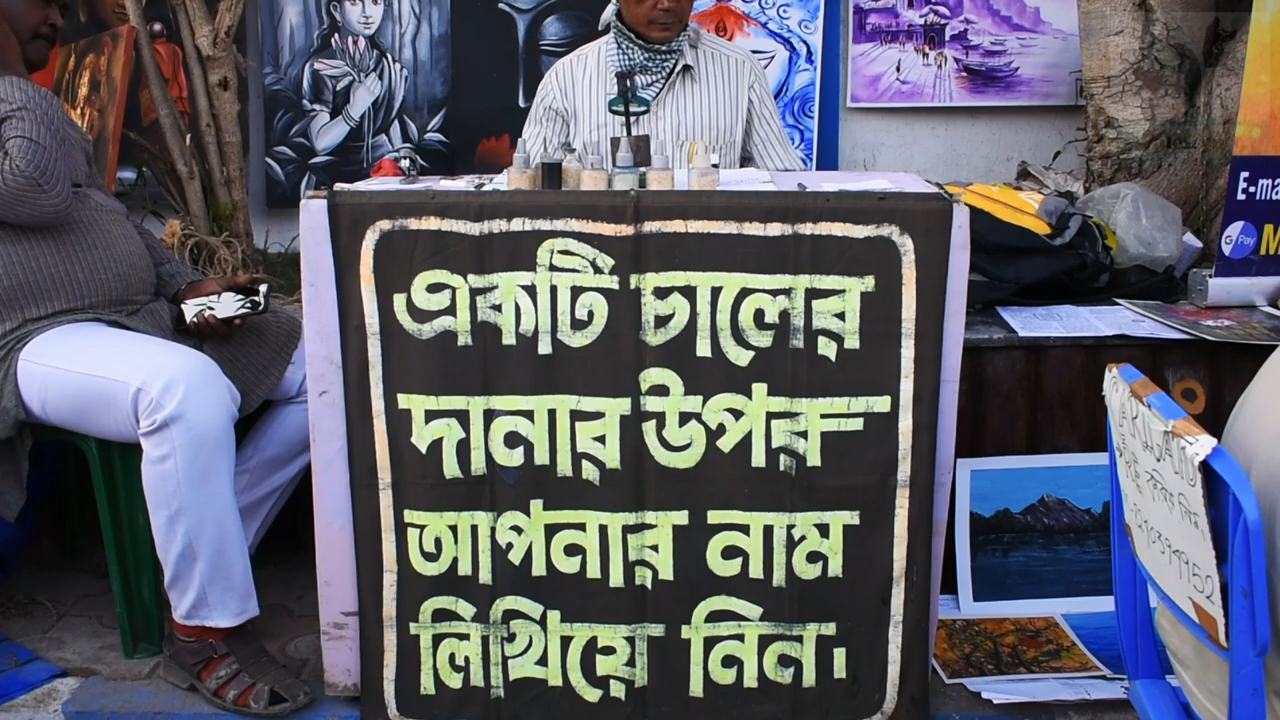 একটি চালের
দানার উপর
আপনার নাম
লিখিয়ে নিন।
E-ma
G Pay
M